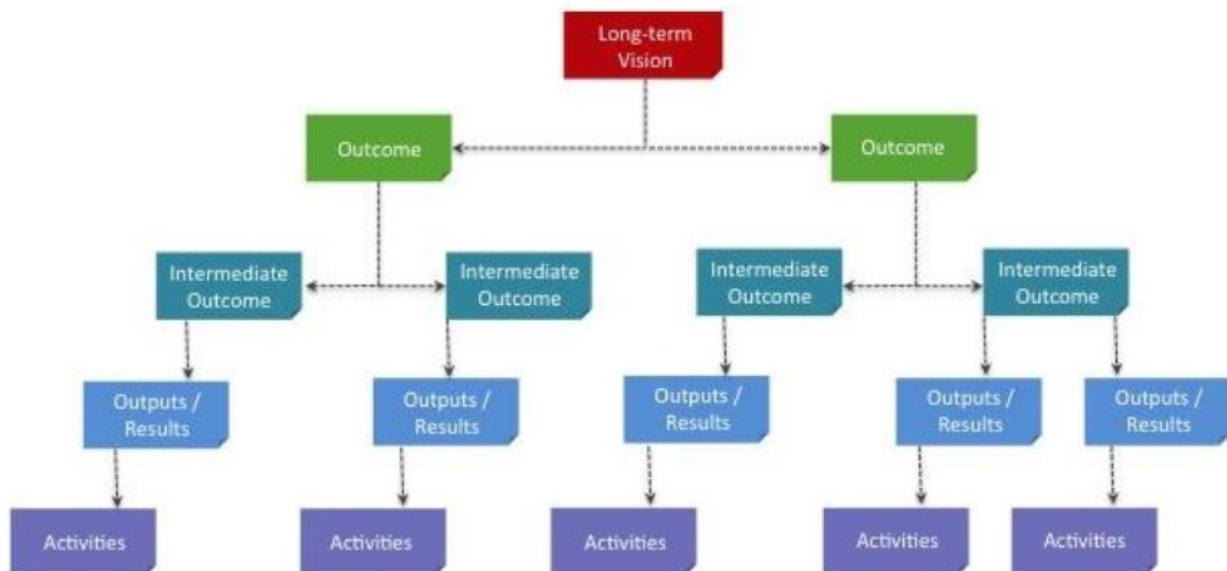 Long-term
Vision
Outcome
Outcome
Intermediate
Outcome
Intermediate
Outcome
Intermediate
Outcome
Intermediate
Outcome
Outputs /
Results
Outputs /
Results
Outputs /
Results
Outputs /
Results
Outputs /
Results
Activities
Activities
Activities
Activities
Activities